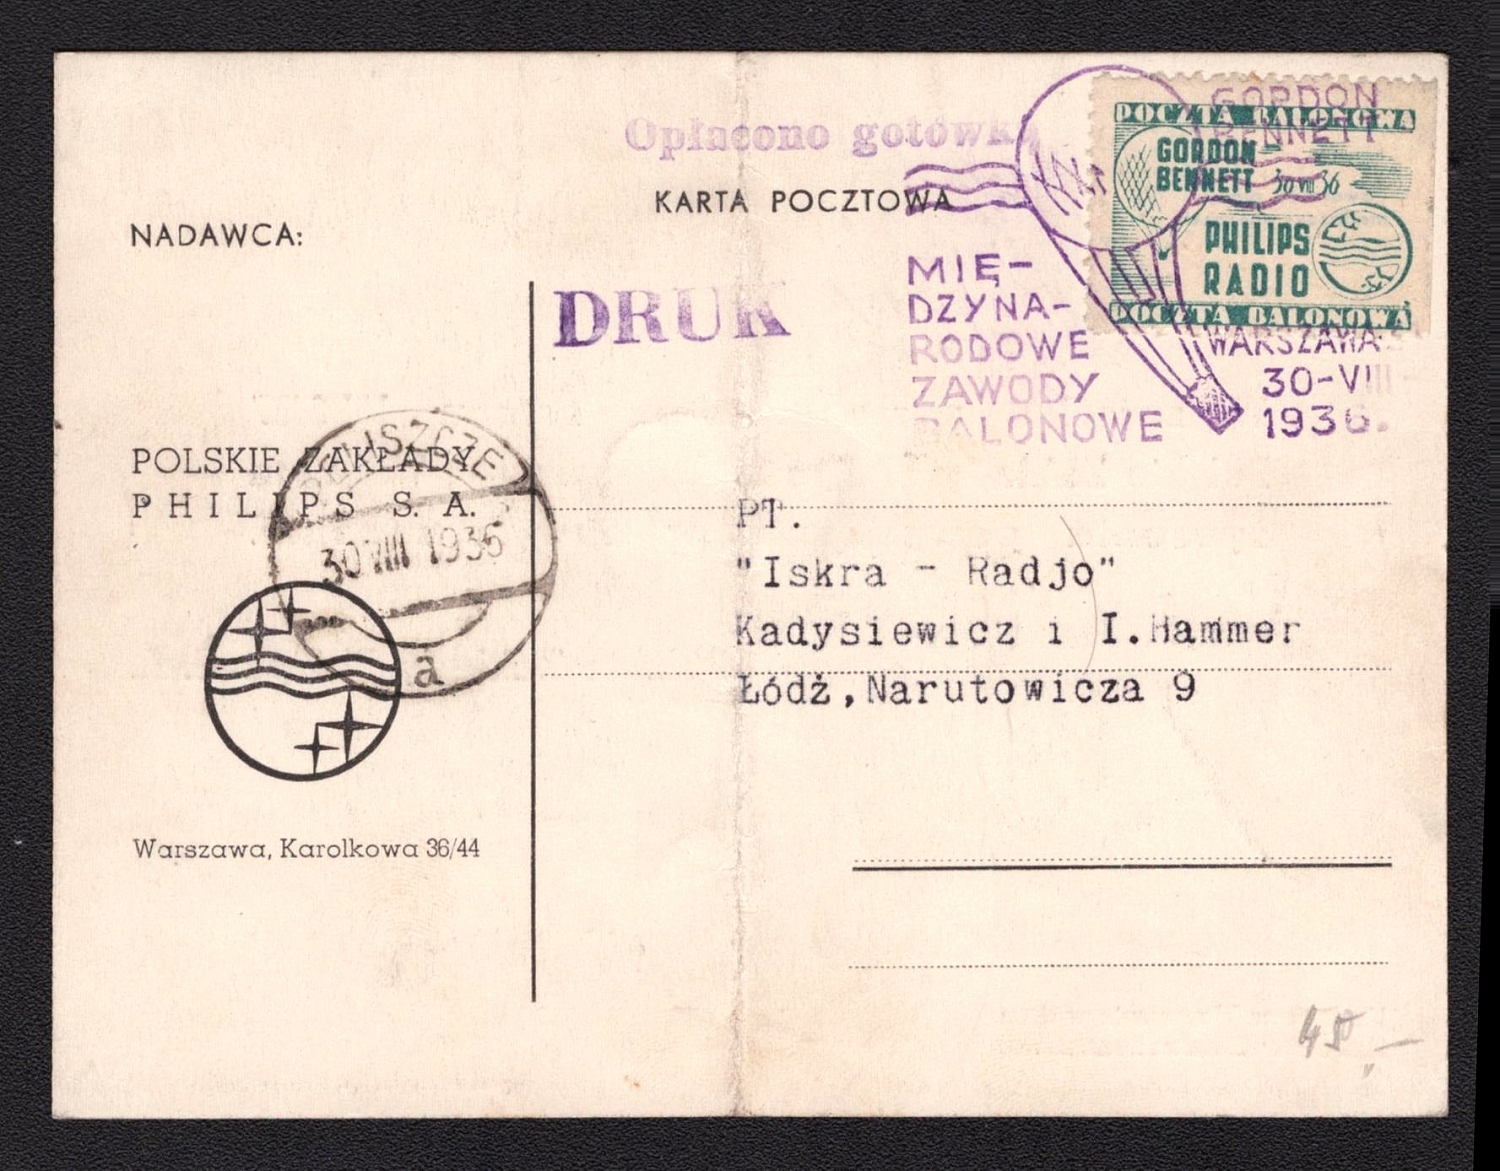 Opłacono gotówką
KARTA POCZTOWA
NADAWCA:
DRUK
POCZTA BALONOWA
GORDON
BENNETT 30 VIII 36
PHILIPS
RADIO
POCZTA BALONOWA
GORDON
BENNETT
MIĘ-
DZYNA-
RODOWE
ZAWODY
BALONOWE
WARSZAWA
30-VIII
1936.
POLSKIE ZAKŁADY
PHILIPS S. A.
30 VIII 1936
a
Warszawa, Karolkowa 36/44
PT.
"Iskra - Radjo"
Kadysiewicz i I.Hammer
Łódź,Narutowicza 9